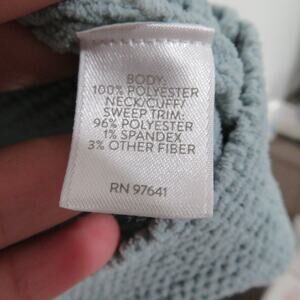 BODY:
100% POLYESTER
NECK/CUFF/
SWEEP TRIM:
96% POLYESTER
1% SPANDEX
3% OTHER FIBER
RN 97641